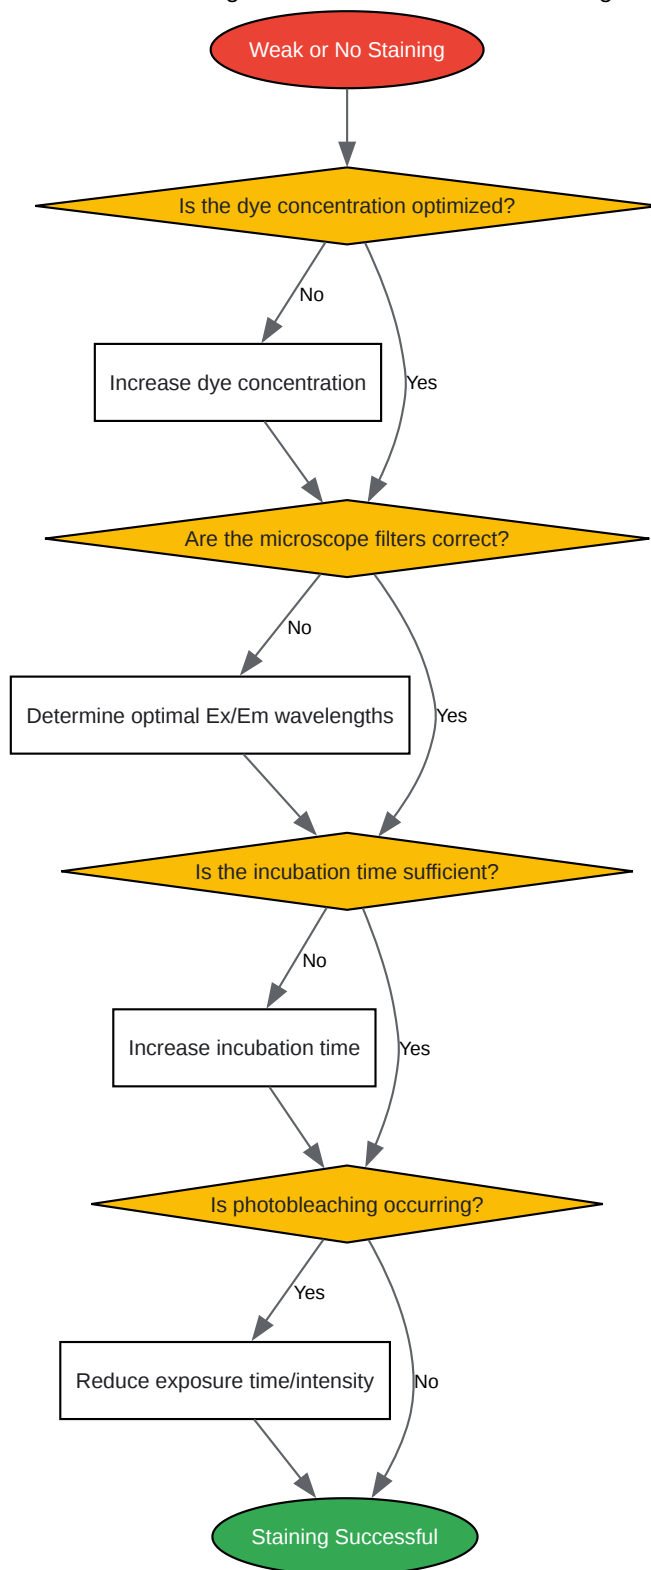 Weak or No Staining
Is the dye concentration optimized?
No
Increase dye concentration
Yes
Are the microscope filters correct?
No
Determine optimal Ex/Em wavelengths
Yes
Is the incubation time sufficient?
No
Increase incubation time
Yes
Is photobleaching occurring?
Yes
Reduce exposure time/intensity
No
Staining Successful